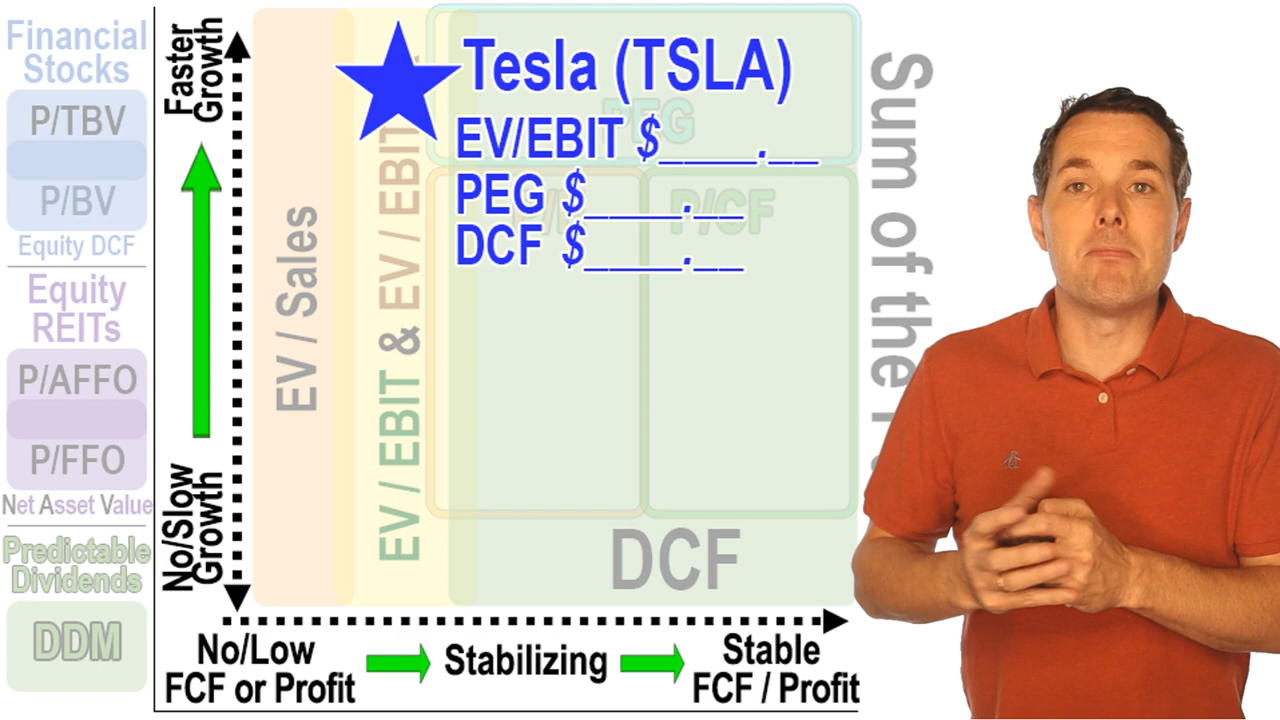 Financial
Stocks
P/TBV
P/BV
Equity DCF
Equity
REITs
P/AFFO
P/FFO
Net Asset Value
Predictable
Dividends
DDM
Faster
Growth
No/Slow
Growth
EV / Sales
EV / EBIT & EV / EBIT
Tesla (TSLA)
PEG
EV/EBIT $____.__
PEG $____.__
DCF $____.__
P/CF
DCF
Sum of the
No/Low
FCF or Profit
Stabilizing
Stable
FCF / Profit